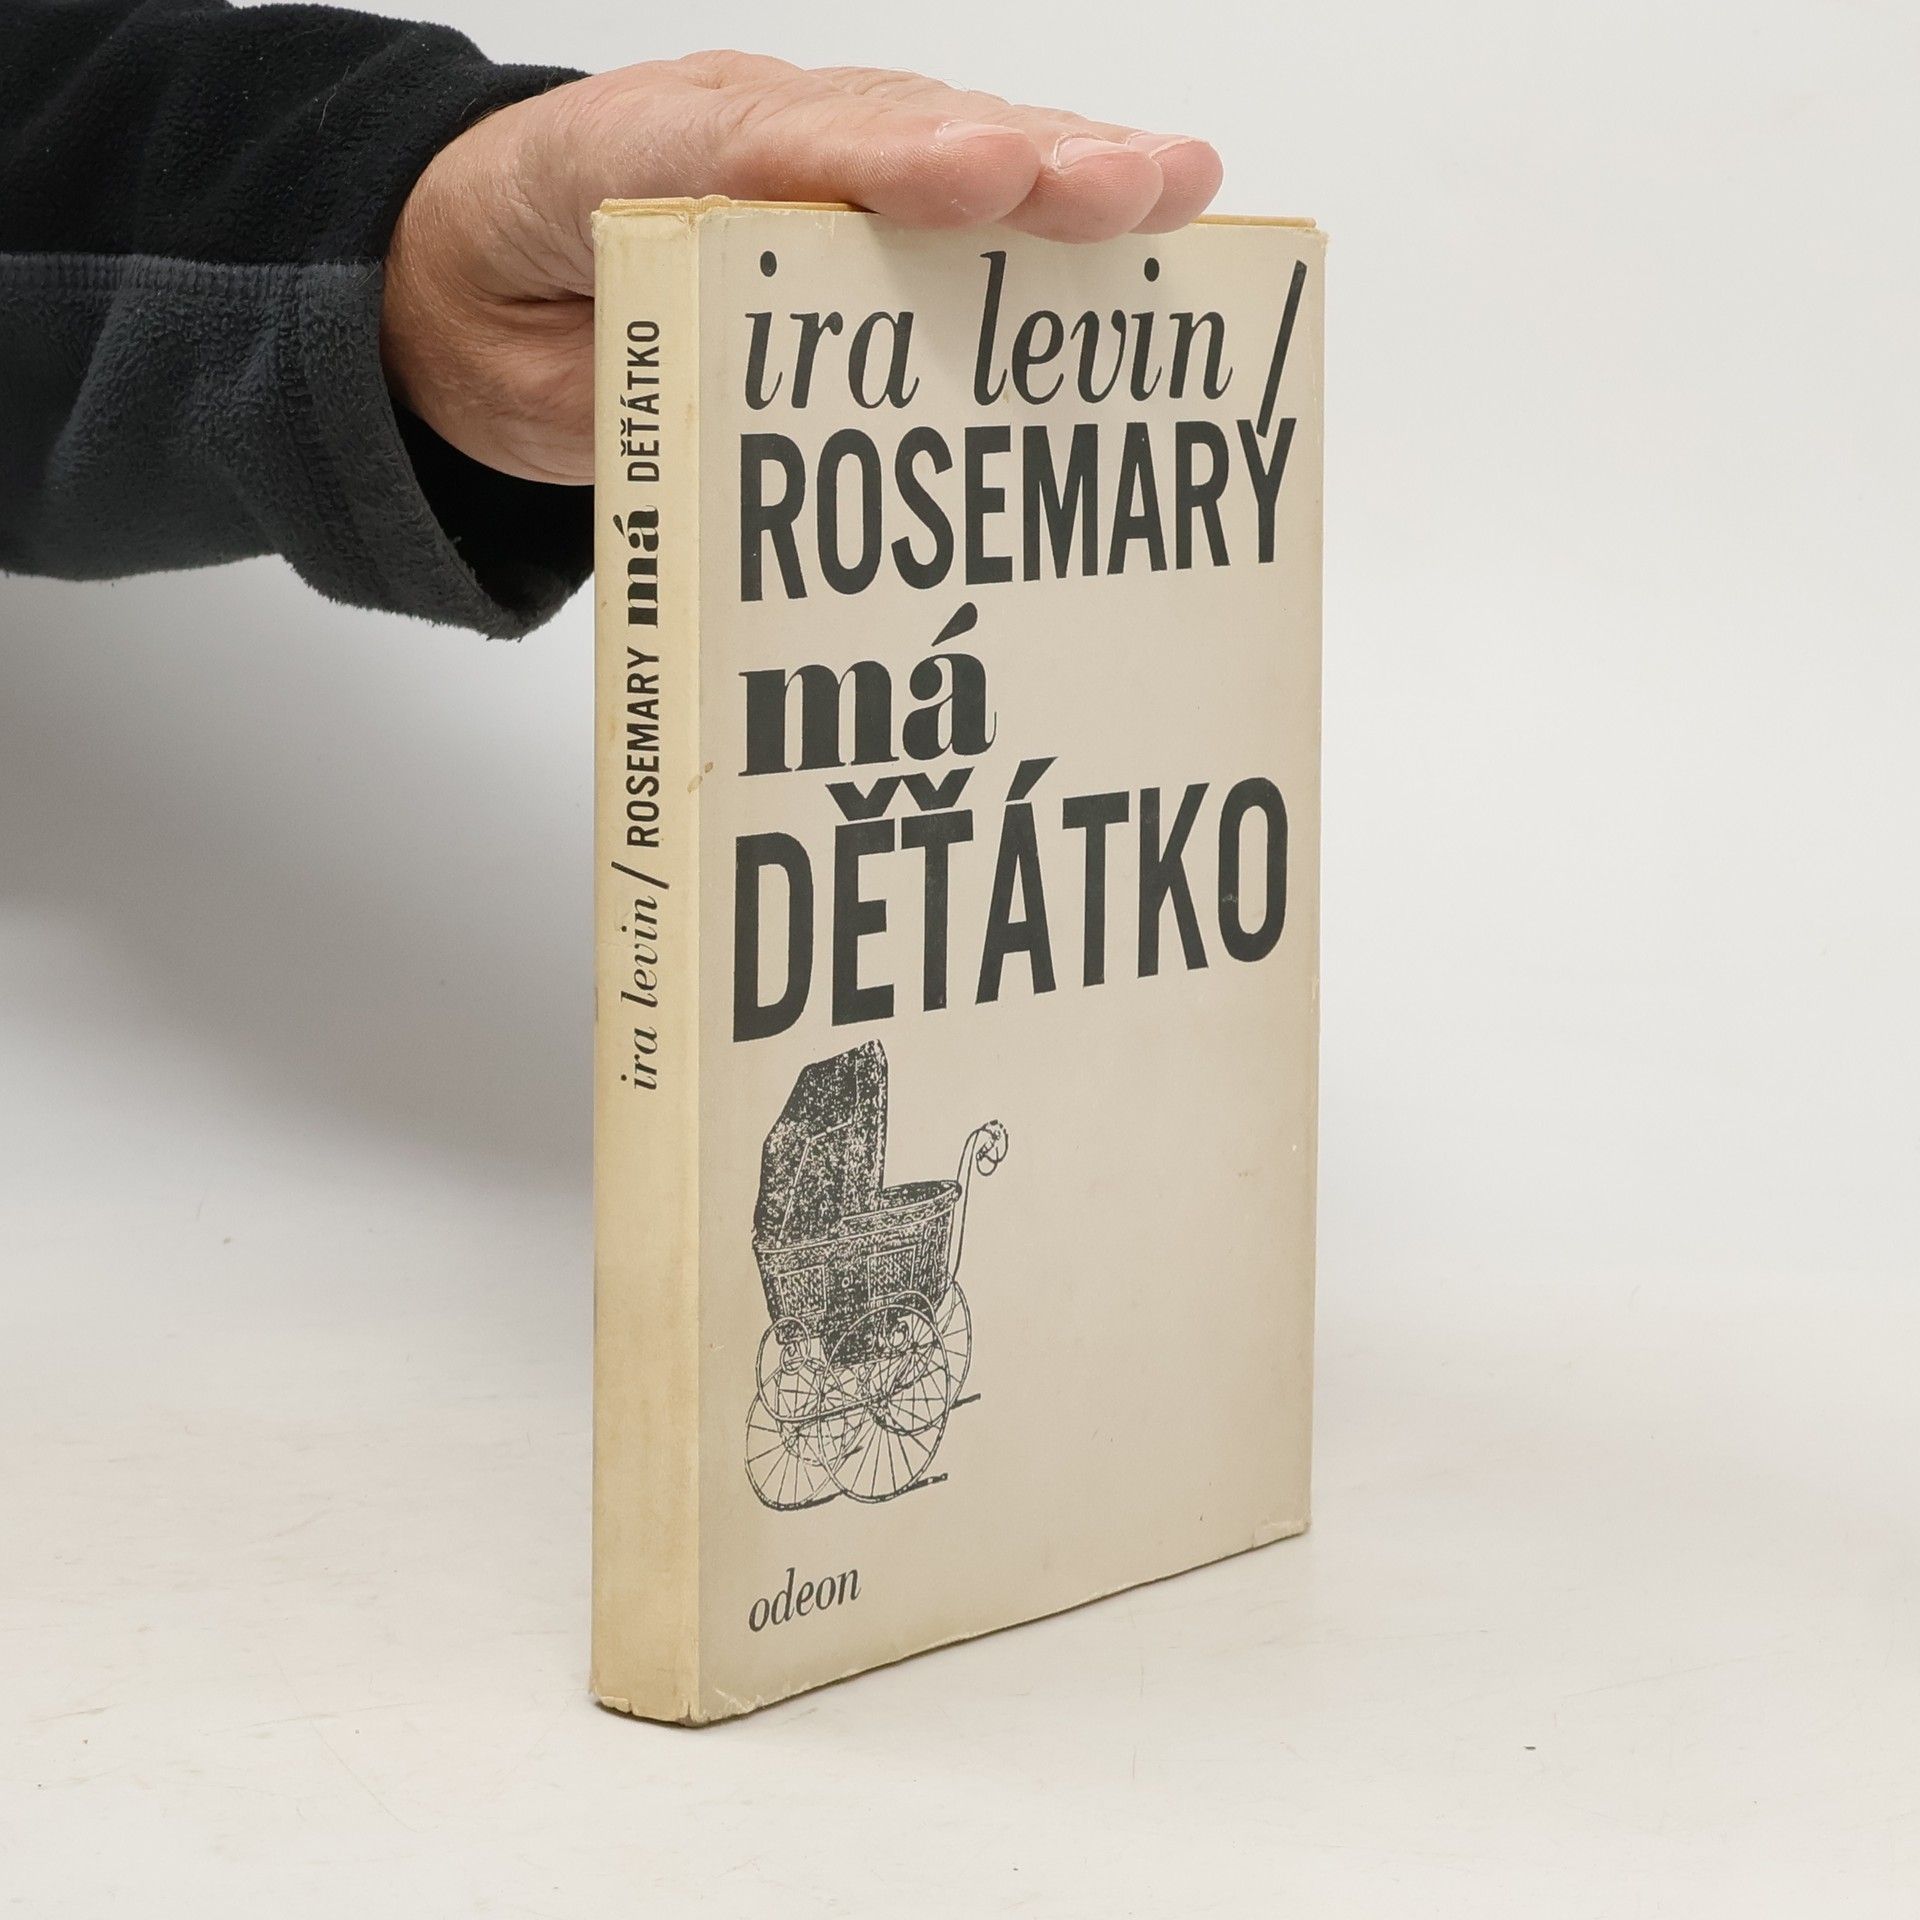 ira levin/
ROSEMARY
má
DĚŤÁTKO
odeon
ira levin/ROSEMARY má DĚŤÁTKO